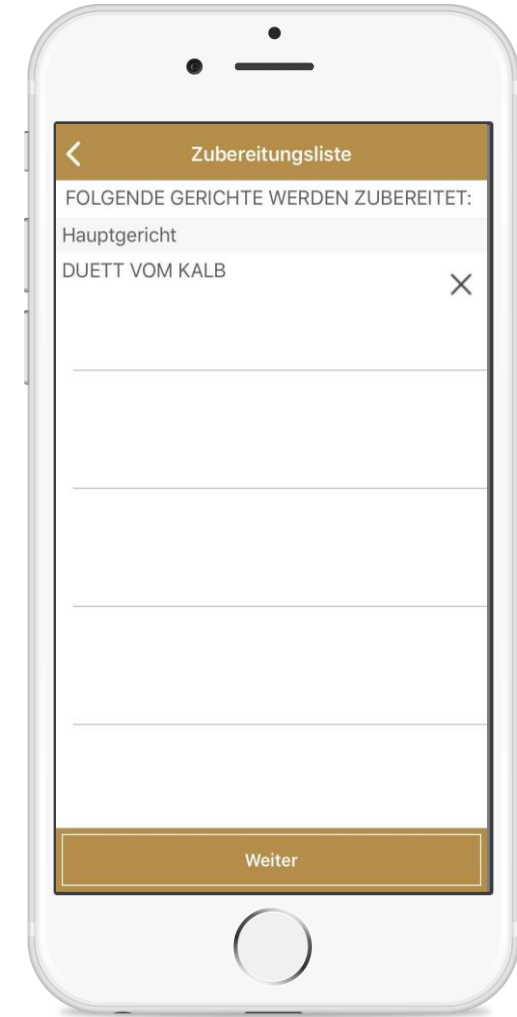 Zubereitungsliste
FOLGENDE GERICHTE WERDEN ZUBEREITET:
Hauptgericht
DUETT VOM KALB
Weiter